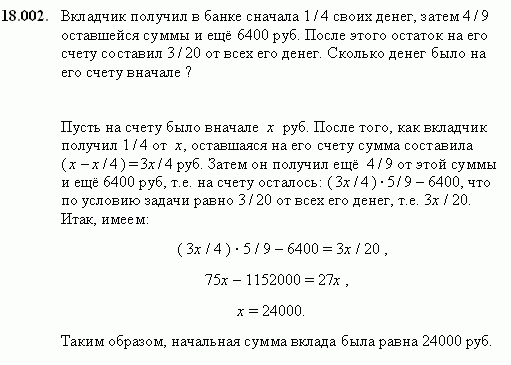 18.002. Вкладчик получил в банке сначала 1 / 4 своих денег, затем 4 / 9
оставшейся суммы и ещё 6400 руб. После этого остаток на его
счету составил 3 / 20 от всех его денег. Сколько денег было на
его счету вначале ?
Пусть на счету было вначале x руб. После того, как вкладчик
получил 1 / 4 от x, оставшаяся на его счету сумма составила
( x – x / 4 ) = 3x / 4 руб. Затем он получил ещё 4 / 9 от этой суммы
и ещё 6400 руб, т.е. на счету осталось: ( 3x / 4 ) · 5 / 9 – 6400, что
по условию задачи равно 3 / 20 от всех его денег, т.е. 3x / 20.
Итак, имеем:
( 3x / 4 ) · 5 / 9 – 6400 = 3x / 20 ,
75x – 1152000 = 27x ,
x = 24000.
Таким образом, начальная сумма вклада была равна 24000 руб.